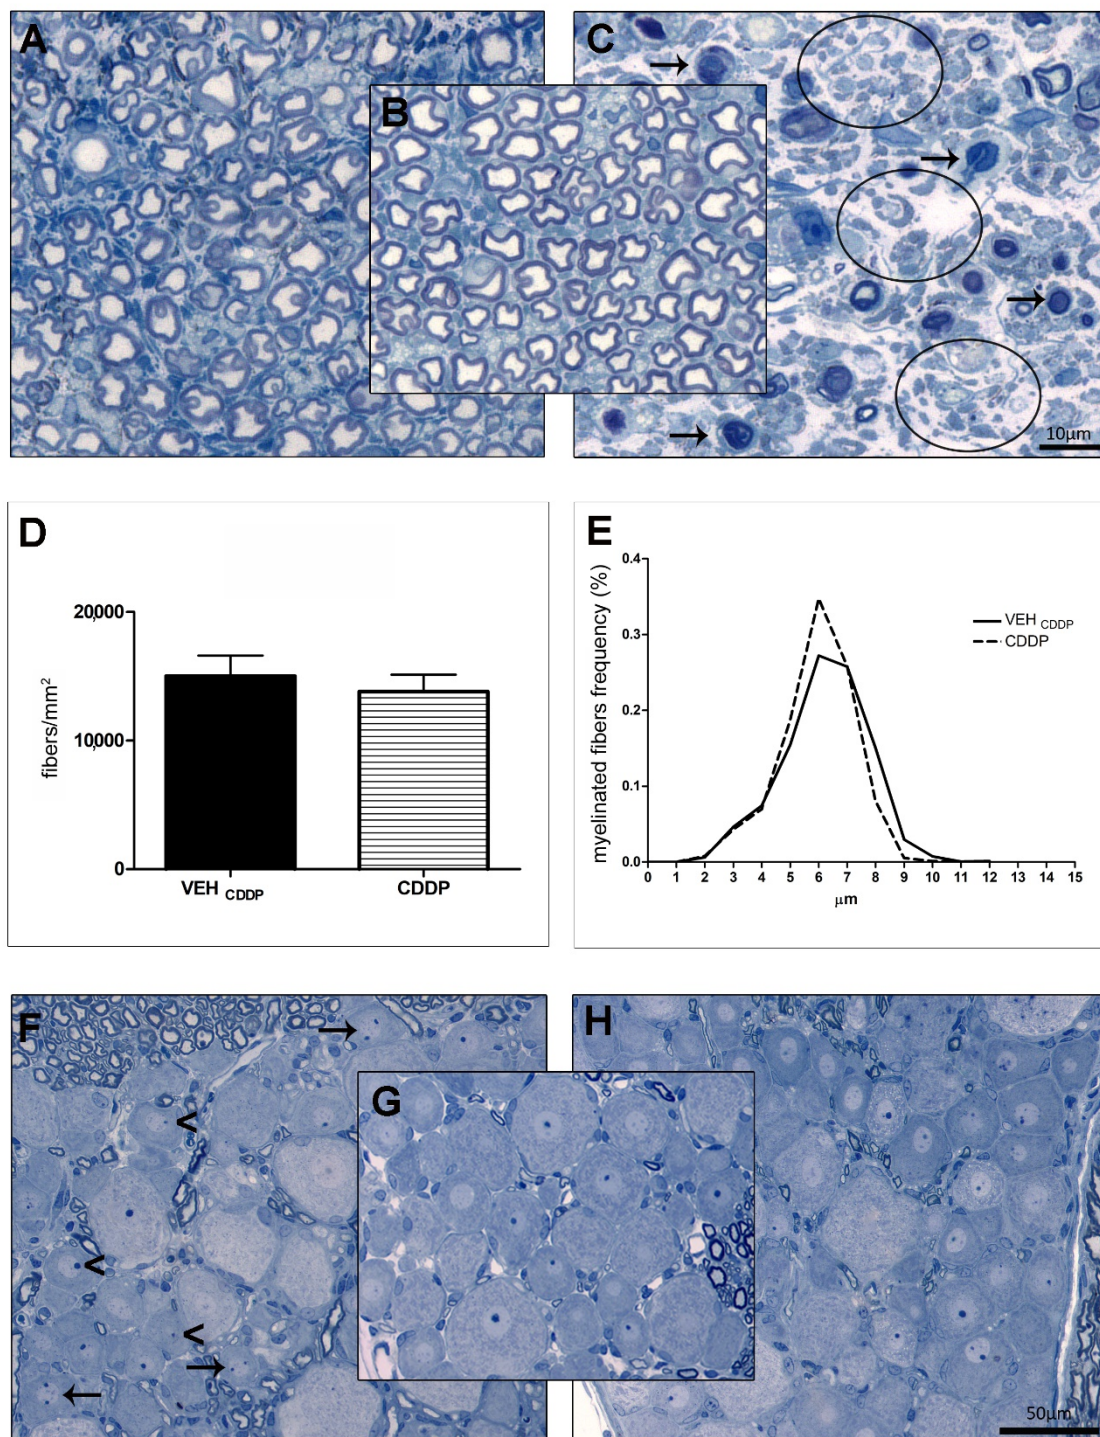 A
B
C
10µm
D
fibers/mm²
20,000
10,000
0
VEH CDDP
CDDP
E
myelinated fibers frequency (%)
0.4
0.3
0.2
0.1
0.0
0 1 2 3 4 5 6 7 8 9 10 11 12 13 14 15
µm
VEH CDDP
CDDP
F
G
H
50µm